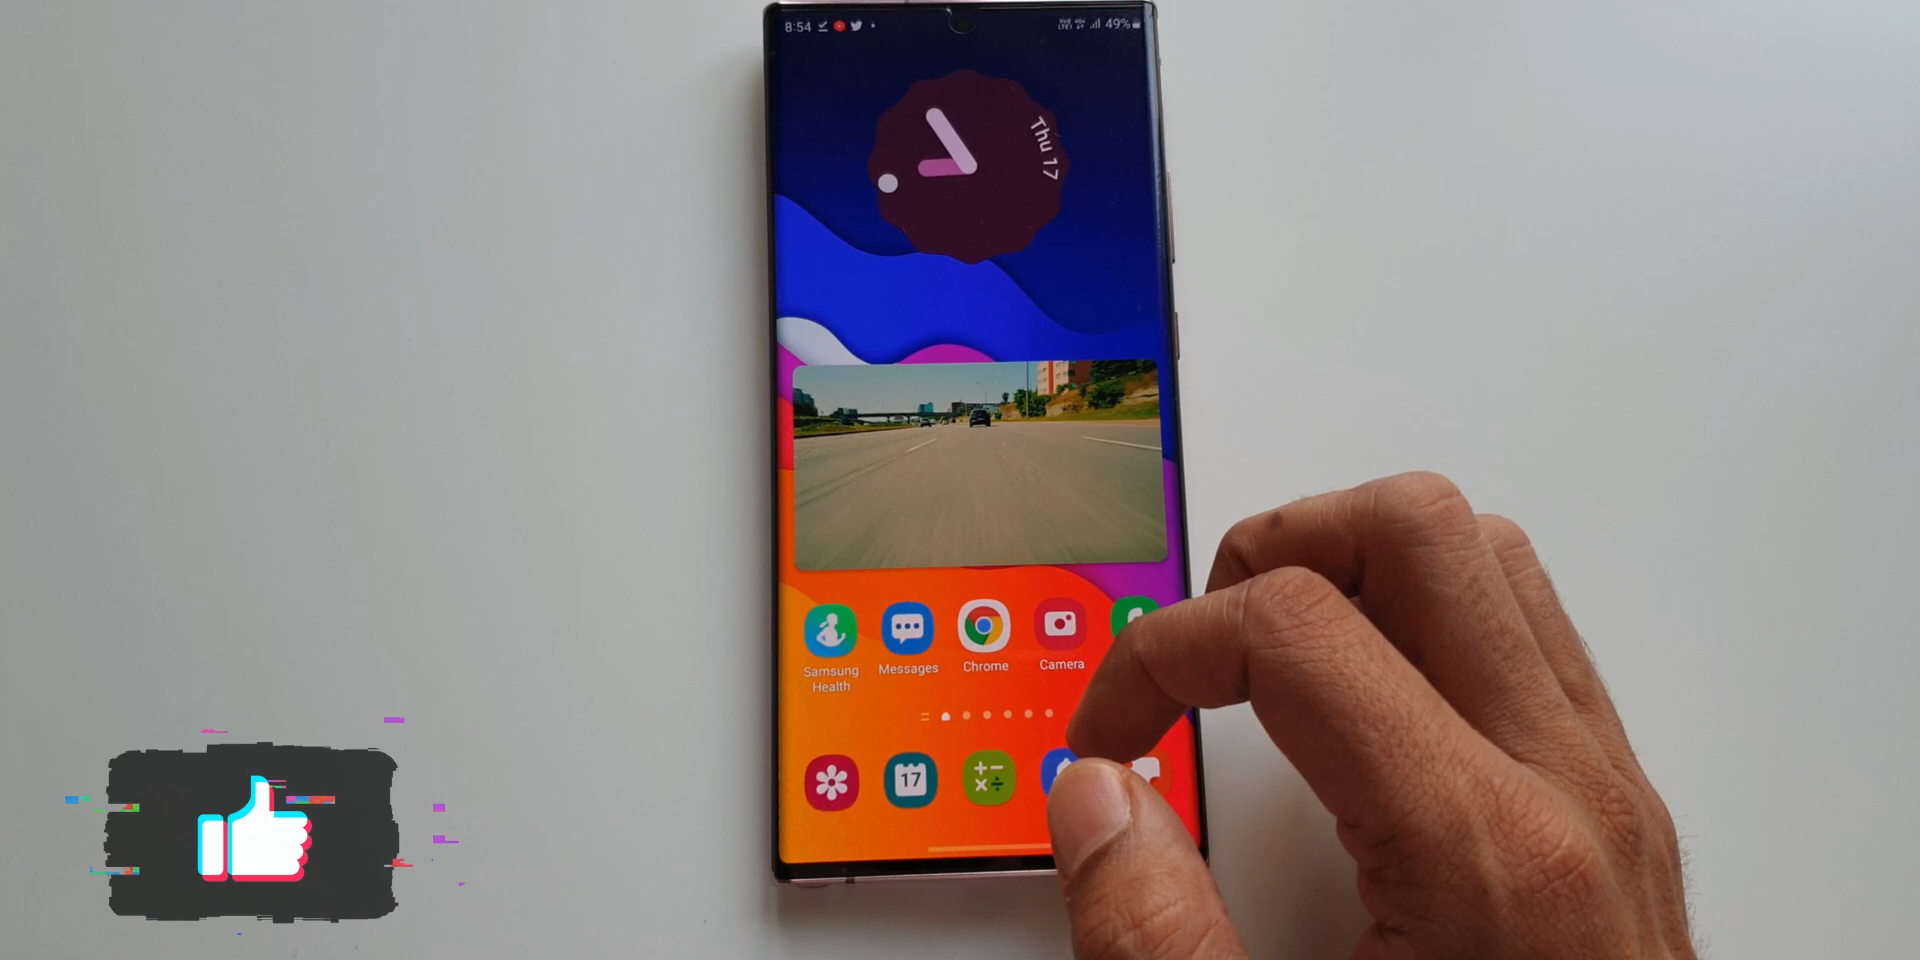 8:54
49%
Thu 17
Samsung
Health
Messages
Chrome
Camera
17